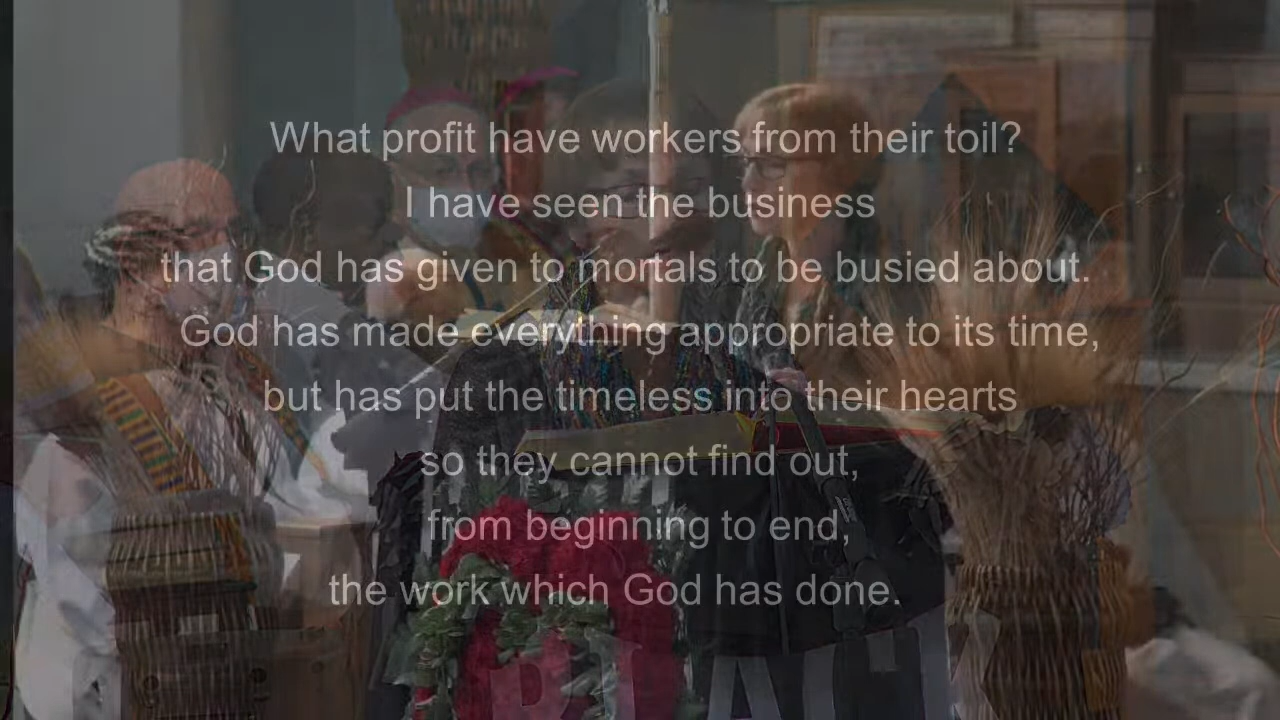 What profit have workers from their toil?
I have seen the business
that God has given to mortals to be busied about.
God has made everything appropriate to its time,
but has put the timeless into their hearts
so they cannot find out,
from beginning to end,
the work which God has done.
BLACK